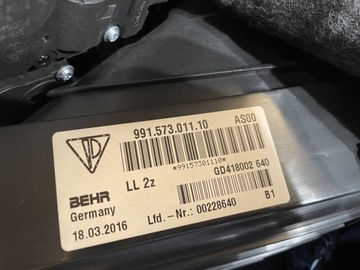 991.573.011.10 AS00
*99157301110*
LL 2z GD418002 640
BEHR
Germany Lfd.-Nr.: 00228640
18.03.2016 B1